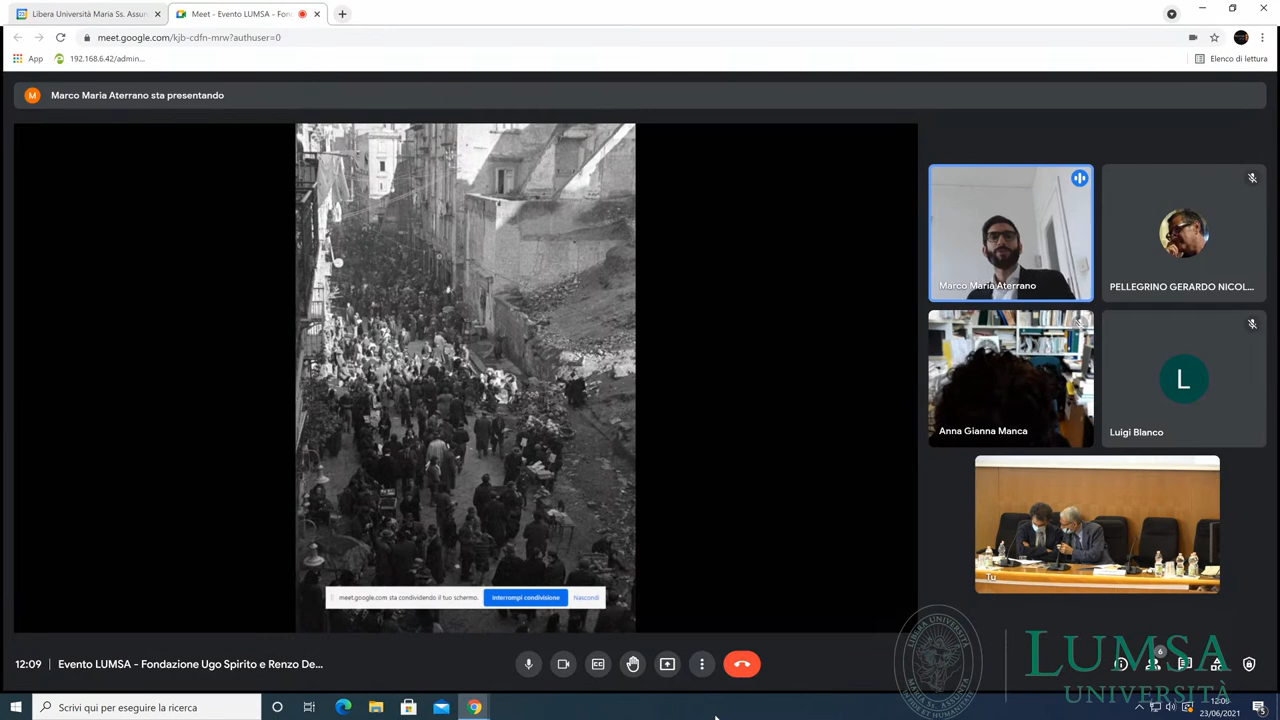 Libera Università Maria Ss. Assun
Meet - Evento LUMSA - Fon
meet.google.com/kjb-cdfn-mrw?authuser=0
App
192.168.6.42/admin...
Elenco di lettura
M
Marco Maria Aterrano sta presentando
Marco Maria Aterrano
PELLEGRINO GERARDO NICOL...
Anna Gianna Manca
L
Luigi Blanco
Tu
meet.google.com sta condividendo il tuo schermo.
Interrompi condivisione
Nascondi
12:09
Evento LUMSA - Fondazione Ugo Spirito e Renzo De...
CC
6
LUMSA
UNIVERSITÀ
Scrivi qui per eseguire la ricerca
12:09
23/06/2021
5